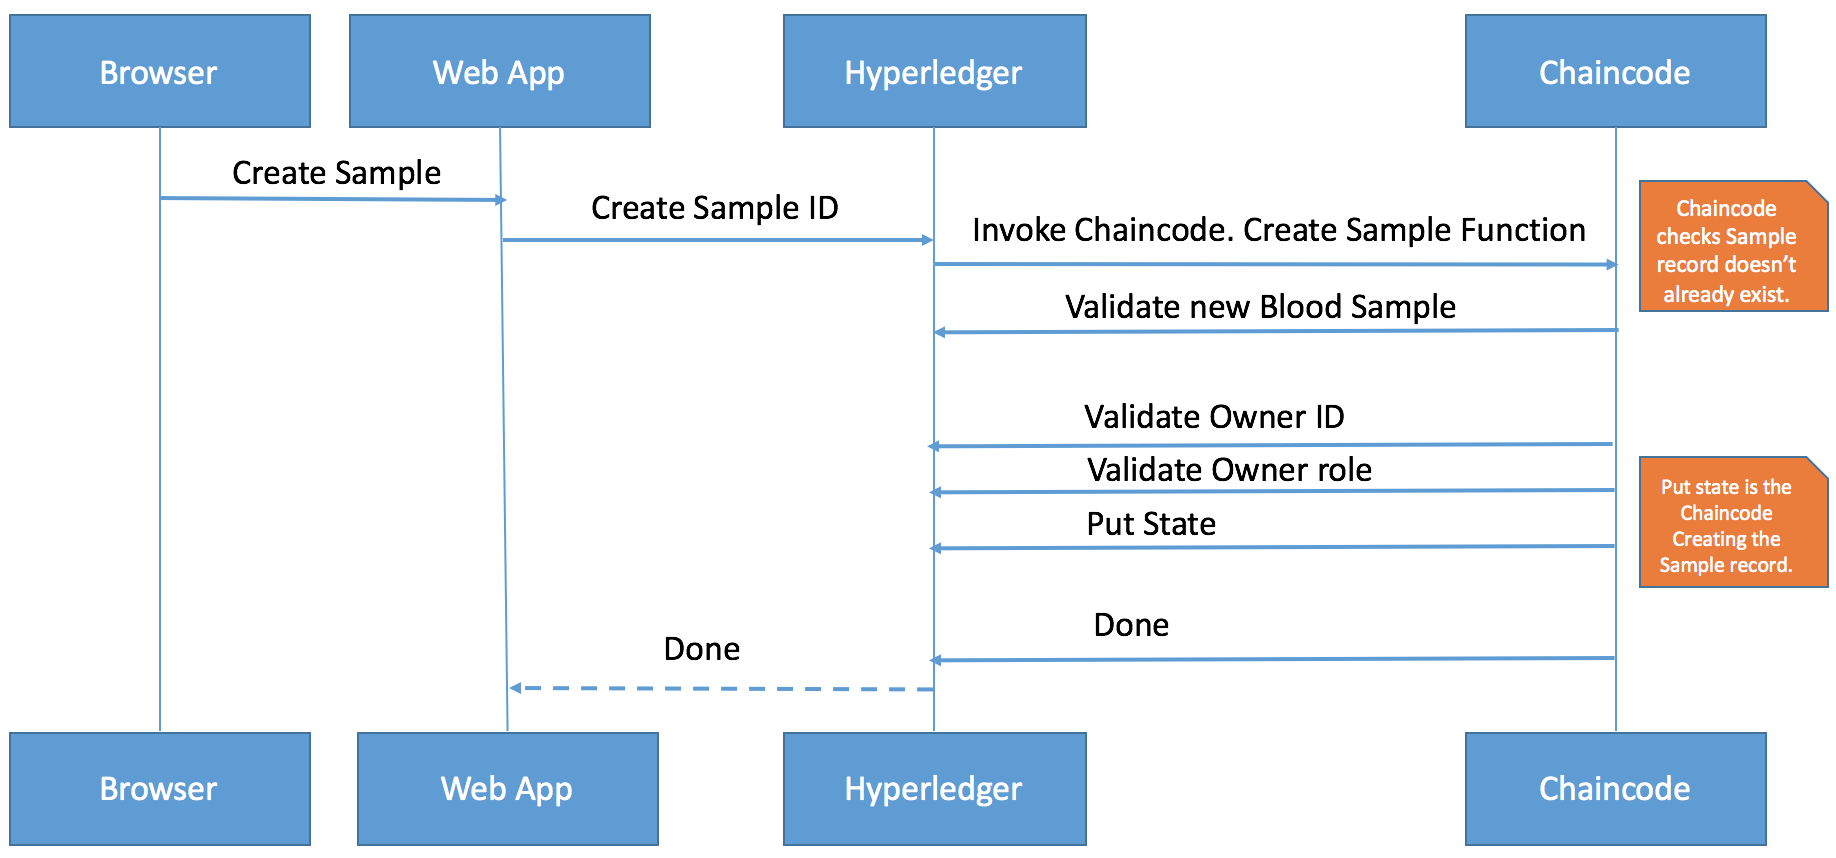 Browser
Web App
Hyperledger
Chaincode
Create Sample
Create Sample ID
Invoke Chaincode. Create Sample Function
Chaincode
checks Sample
record doesn’t
already exist.
Validate new Blood Sample
Validate Owner ID
Validate Owner role
Put State
Put state is the
Chaincode
Creating the
Sample record.
Done
Done
Browser
Web App
Hyperledger
Chaincode